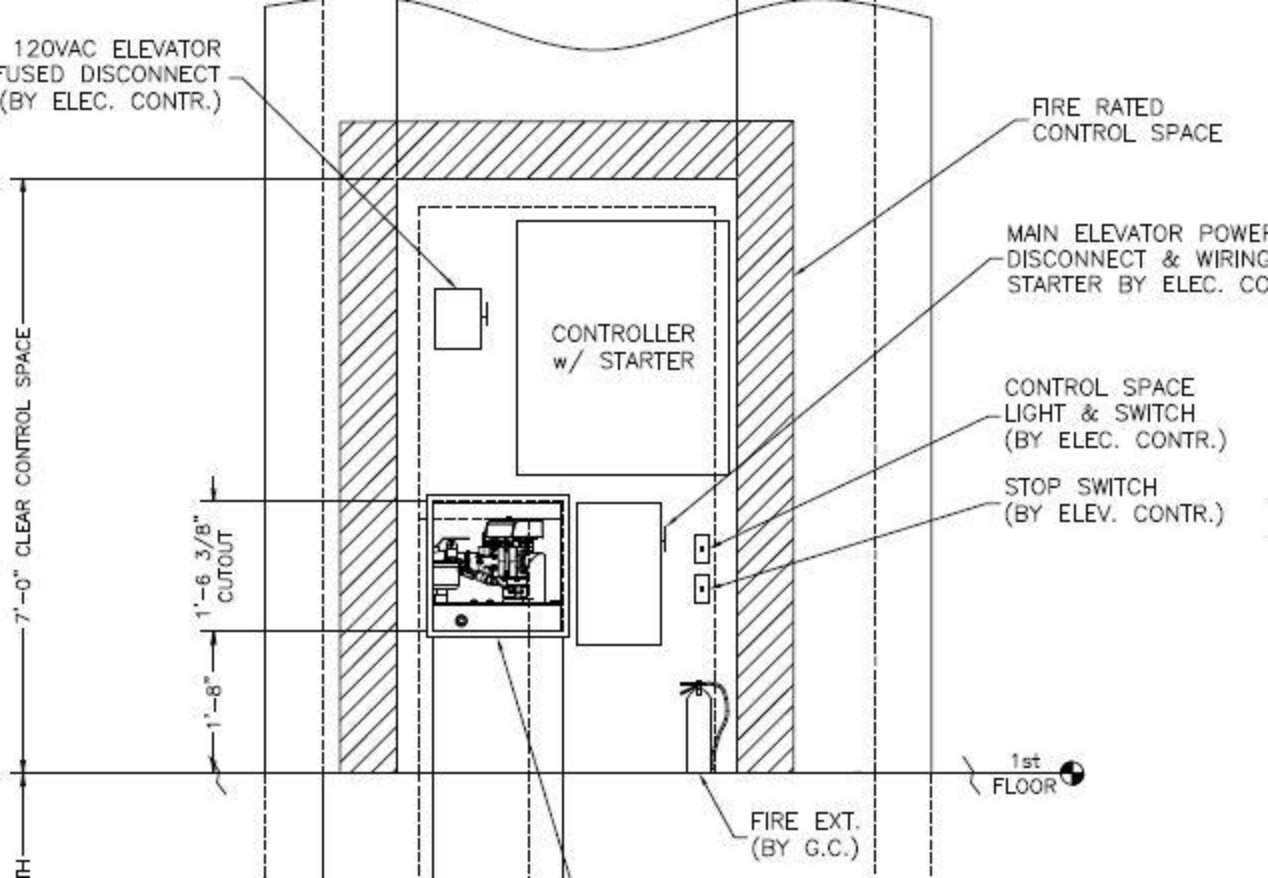 120VAC ELEVATOR
FUSED DISCONNECT
(BY ELEC. CONTR.)
FIRE RATED
CONTROL SPACE
MAIN ELEVATOR POWER
DISCONNECT & WIRING
STARTER BY ELEC.
CONTROLLER
w/ STARTER
CONTROL SPACE
LIGHT & SWITCH
(BY ELEC. CONTR.)
STOP SWITCH
(BY ELEV. CONTR.)
7'-0" CLEAR CONTROL SPACE
1'-6 3/8"
CUTOUT
1'-8"
1st
FLOOR
FIRE EXT.
(BY G.C.)